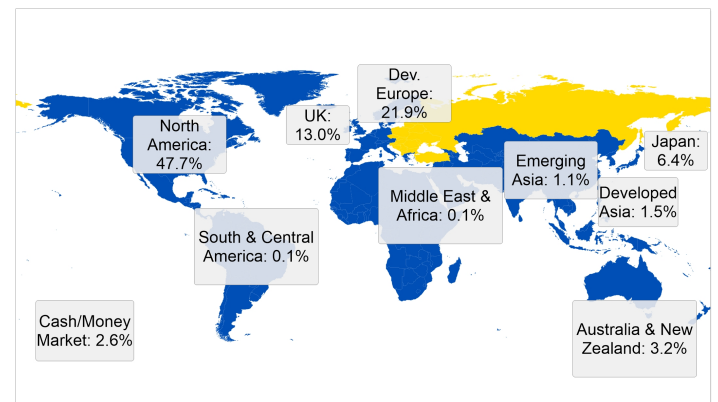 Dev.
Europe:
21.9%
UK:
13.0%
North
America:
47.7%
Japan:
6.4%
Emerging
Asia: 1.1%
Middle East &
Africa: 0.1%
Developed
Asia: 1.5%
South & Central
America: 0.1%
Cash/Money
Market: 2.6%
Australia & New
Zealand: 3.2%